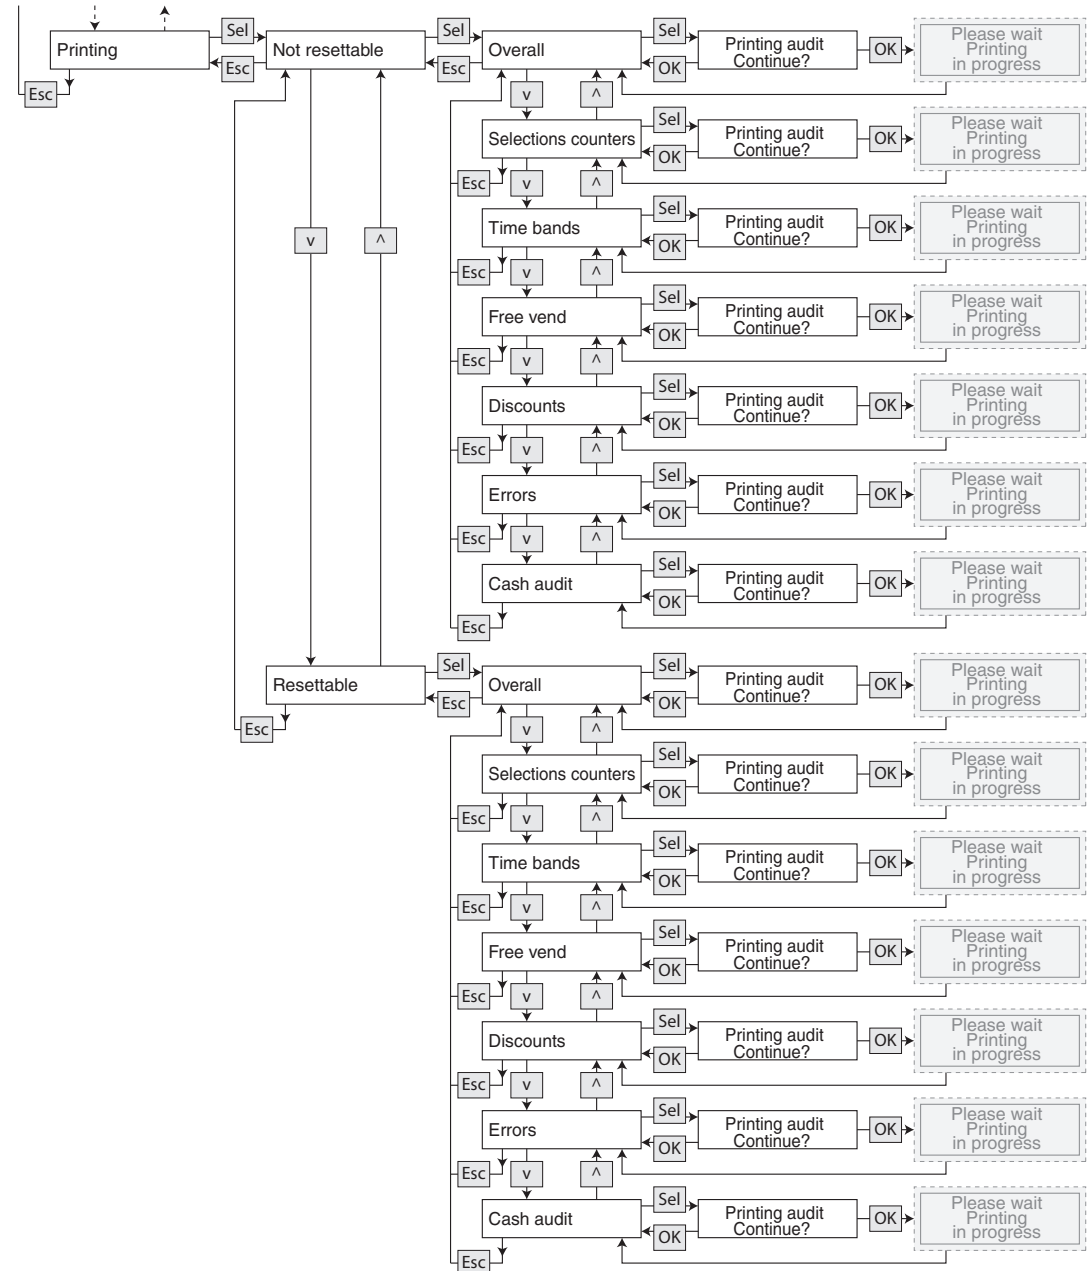 Sel Sel Sel
Printing Not resettable Overall Printing audit
Continue? OK Please wait
Printing
in progress
Esc Esc OK
Esc v ^
Sel
Selections counters Printing audit
Continue? OK Please wait
Printing
in progress
OK
Esc v ^
Sel
Time bands Printing audit
Continue? OK Please wait
Printing
in progress
v ^ OK
Esc v ^
Sel
Free vend Printing audit
Continue? OK Please wait
Printing
in progress
OK
Esc v ^
Sel
Discounts Printing audit
Continue? OK Please wait
Printing
in progress
OK
Esc v ^
Sel
Errors Printing audit
Continue? OK Please wait
Printing
in progress
OK
Esc v ^
Sel
Cash audit Printing audit
Continue? OK Please wait
Printing
in progress
OK
Esc
Sel Sel
Resettable Overall Printing audit
Continue? OK Please wait
Printing
in progress
Esc OK
Esc v ^
Sel
Selections counters Printing audit
Continue? OK Please wait
Printing
in progress
OK
Esc v ^
Sel
Time bands Printing audit
Continue? OK Please wait
Printing
in progress
OK
Esc v ^
Sel
Free vend Printing audit
Continue? OK Please wait
Printing
in progress
OK
Esc v ^
Sel
Discounts Printing audit
Continue? OK Please wait
Printing
in progress
OK
Esc v ^
Sel
Errors Printing audit
Continue? OK Please wait
Printing
in progress
OK
Esc v ^
Sel
Cash audit Printing audit
Continue? OK Please wait
Printing
in progress
OK
Esc